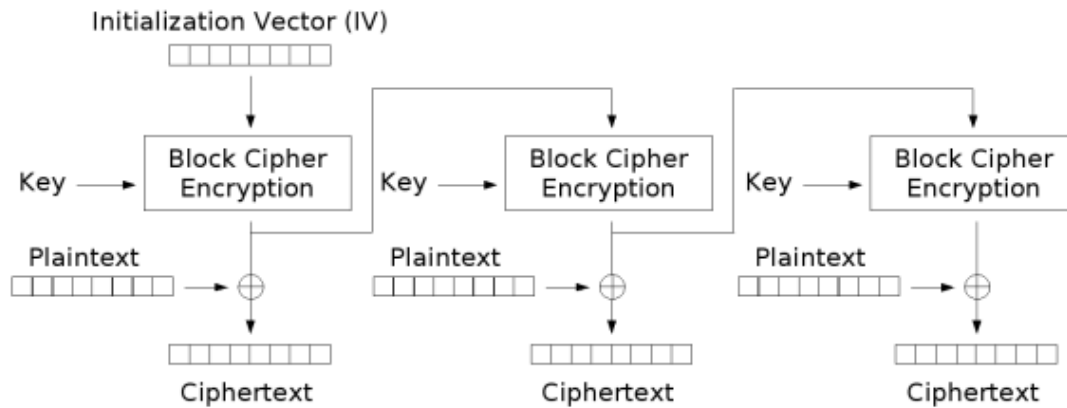 Initialization Vector (IV)
Block Cipher
Encryption
Block Cipher
Encryption
Block Cipher
Encryption
Key
Key
Key
Plaintext
Plaintext
Plaintext
Ciphertext
Ciphertext
Ciphertext